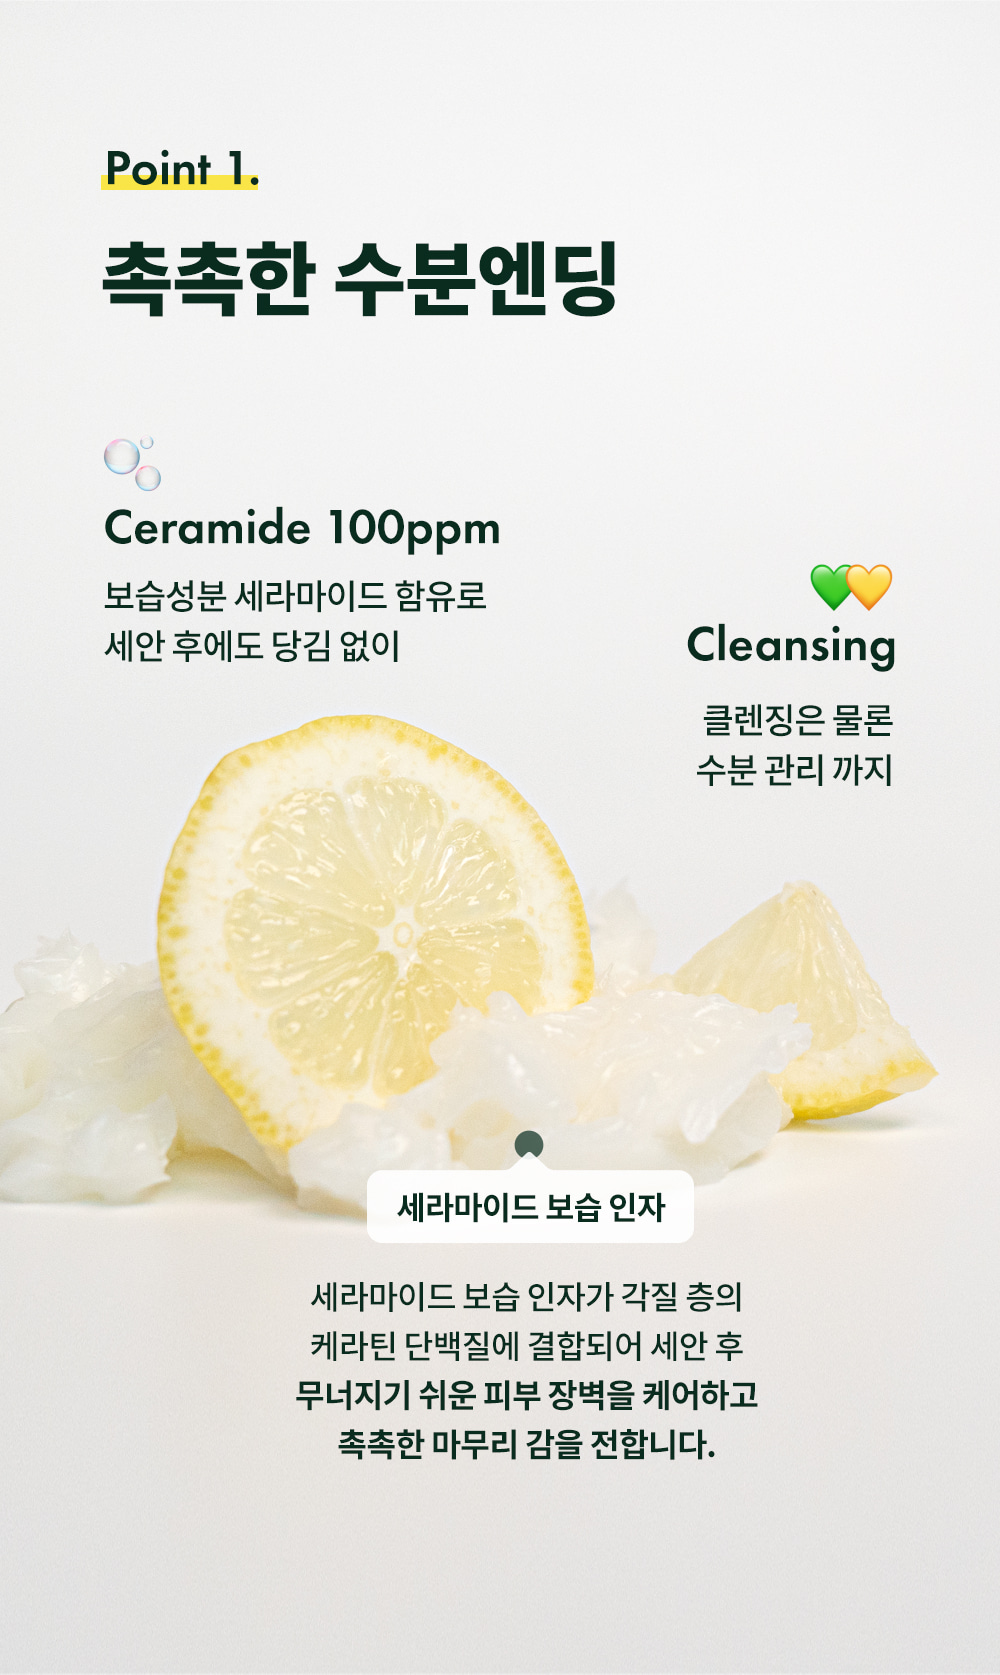 Point 1.
촉촉한 수분엔딩
Ceramide 100ppm
보습성분 세라마이드 함유로
세안 후에도 당김 없이
Cleansing
클렌징은 물론
수분 관리 까지
세라마이드 보습 인자
세라마이드 보습 인자가 각질 층의
케라틴 단백질에 결합되어 세안 후
무너지기 쉬운 피부 장벽을 케어하고
촉촉한 마무리 감을 전합니다.